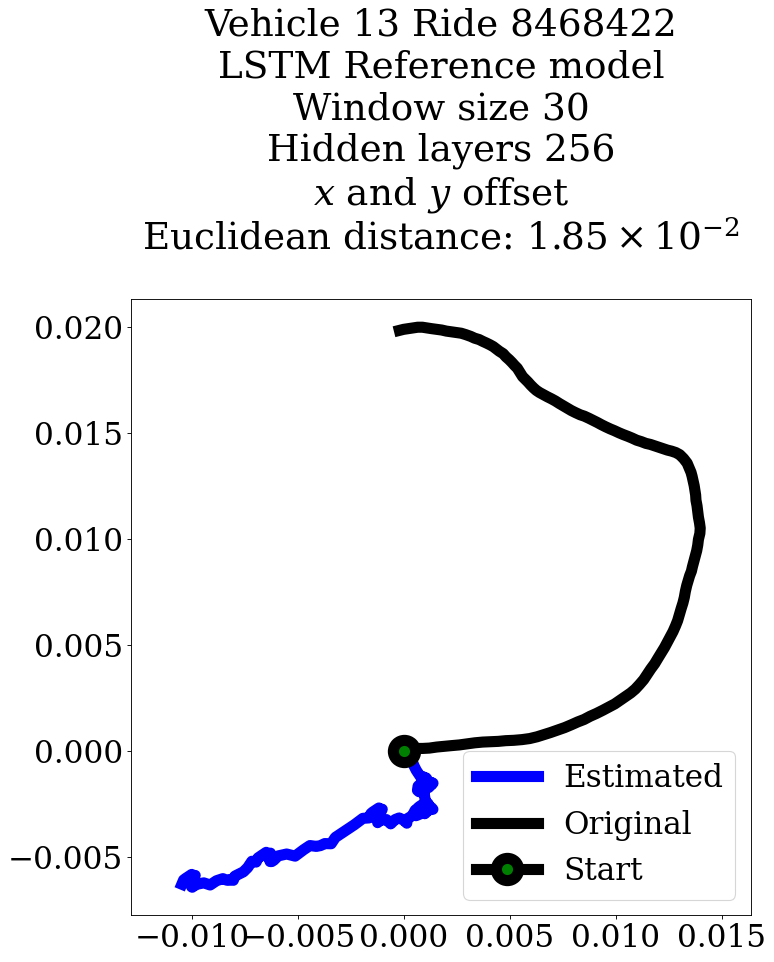 Vehicle 13 Ride 8468422
LSTM Reference model
Window size 30
Hidden layers 256
x and y offset
Euclidean distance: 1.85 × 10⁻²
0.020
0.015
0.010
0.005
0.000
−0.005
Estimated
Original
Start
−0.010 −0.005 0.000 0.005 0.010 0.015